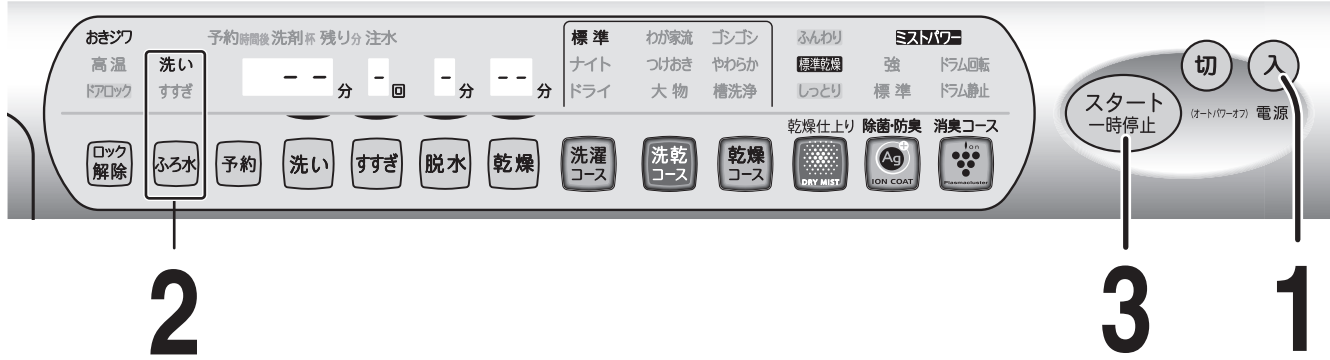 おきジワ 予約時間後 洗剤杯 残り分 注水 標準 わが家流 ゴシゴシ ふんわり ミストパワー
高温 洗い ナイト つけおき やわらか 標準乾燥 強 ドラム回転
-- 分 - 回 - 分 -- 分
ドアロック すすぎ ドライ 大物 槽洗浄 しっとり 標準 ドラム静止
切 入
スタート
一時停止
(オートパワーオフ) 電源
乾燥仕上り 除菌・防臭 消臭コース
ロック
解除
ふろ水
予約
洗い
すすぎ
脱水
乾燥
洗濯
コース
洗乾
コース
乾燥
コース
DRY MIST
Ag+
ION COAT
Ion
Plasmacluster
2
3
1